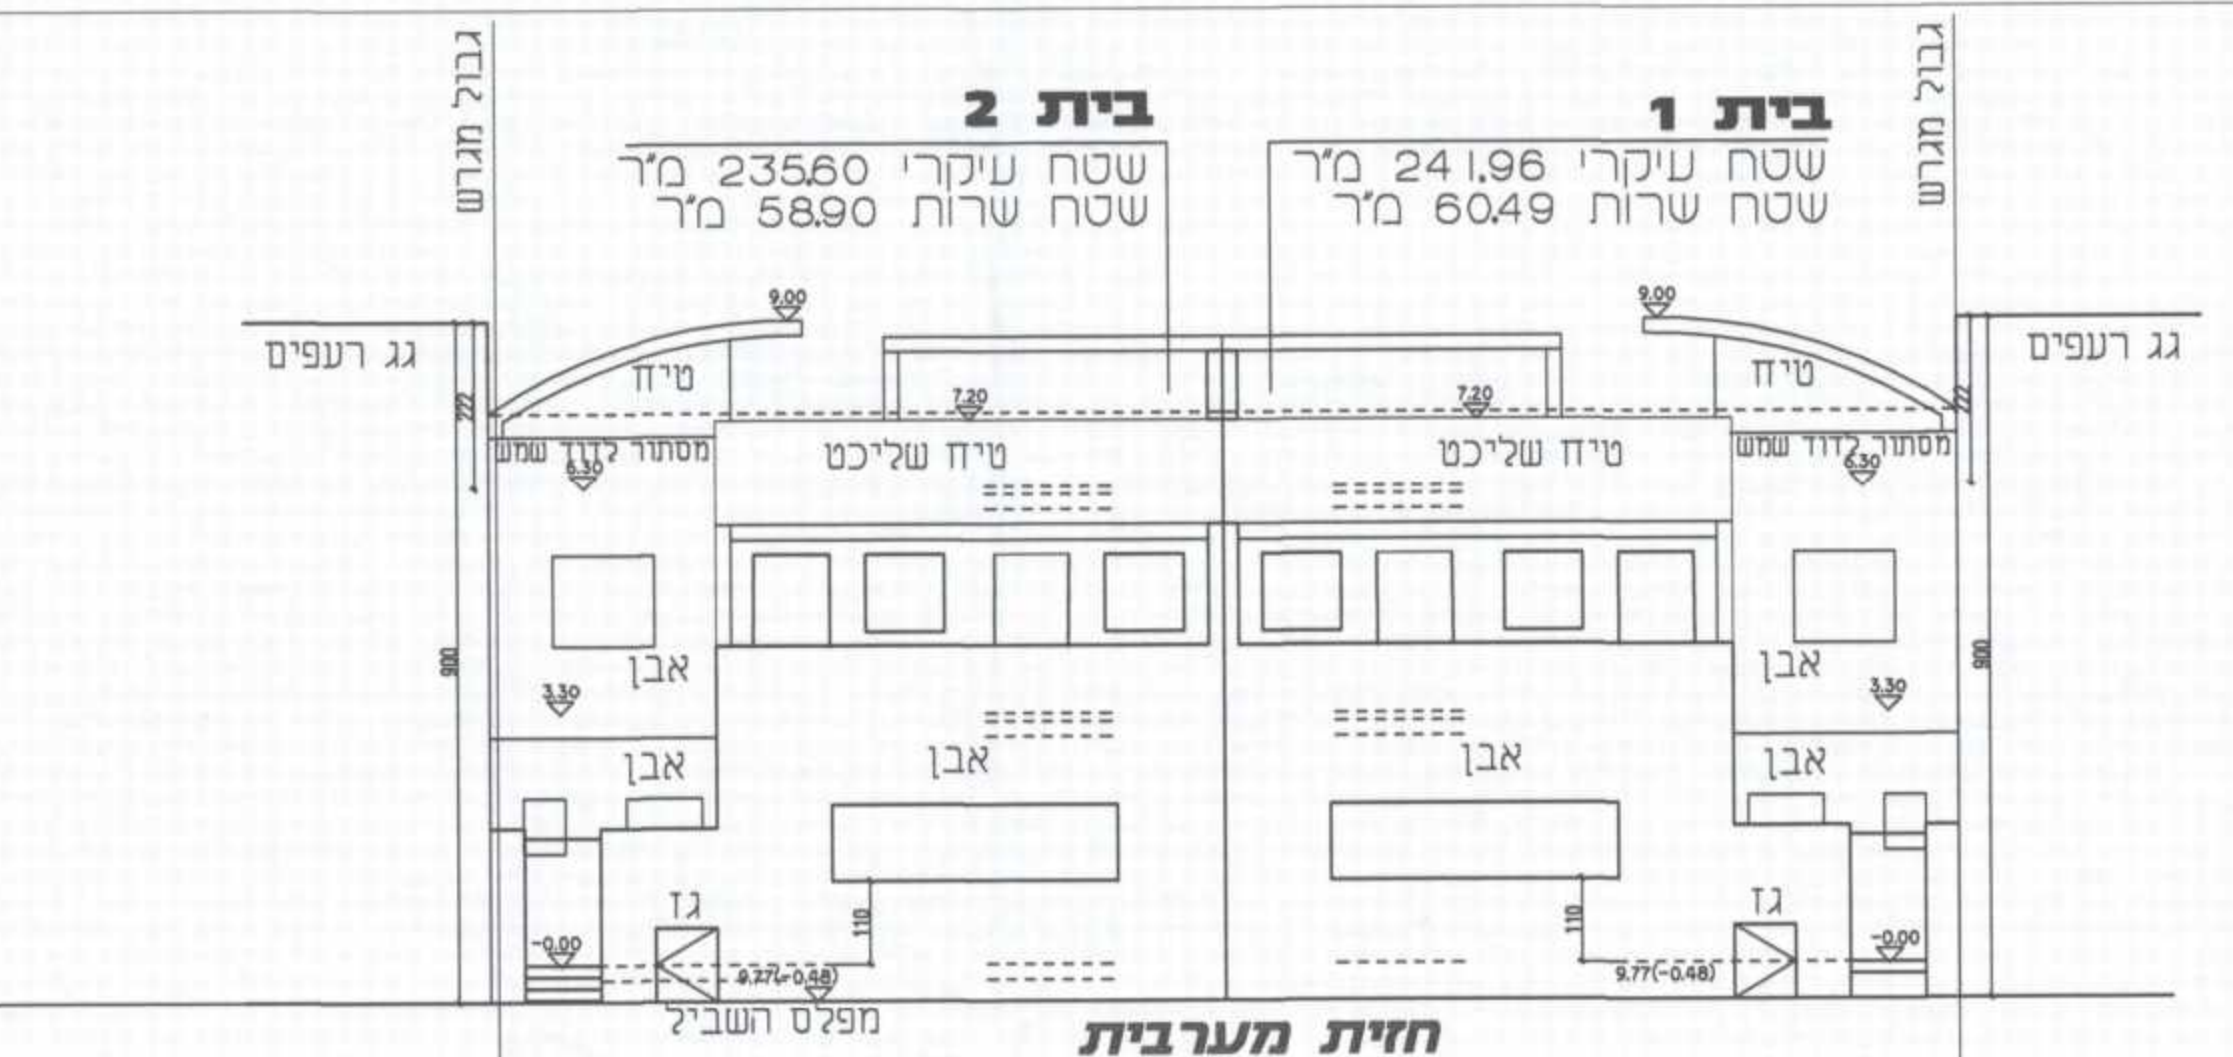 גבול מגרש
גבול מגרש
בית 1
שטח עיקרי 241.96 מ"ר
שטח שרות 60.49 מ"ר
בית 2
שטח עיקרי 235.60 מ"ר
שטח שרות 58.90 מ"ר
9.00
9.00
גג רעפים
טיח
טיח
גג רעפים
222
7.20
7.20
222
מסתור לדוד שמש
6.30
טיח שליכט
טיח שליכט
מסתור לדוד שמש
6.30
900
אבן
3.30
אבן
3.30
900
אבן
אבן
אבן
אבן
גז
גז
110
110
-0.00
-0.00
9.77(-0.48)
9.77(-0.48)
מפלס השביל
חזית מערבית